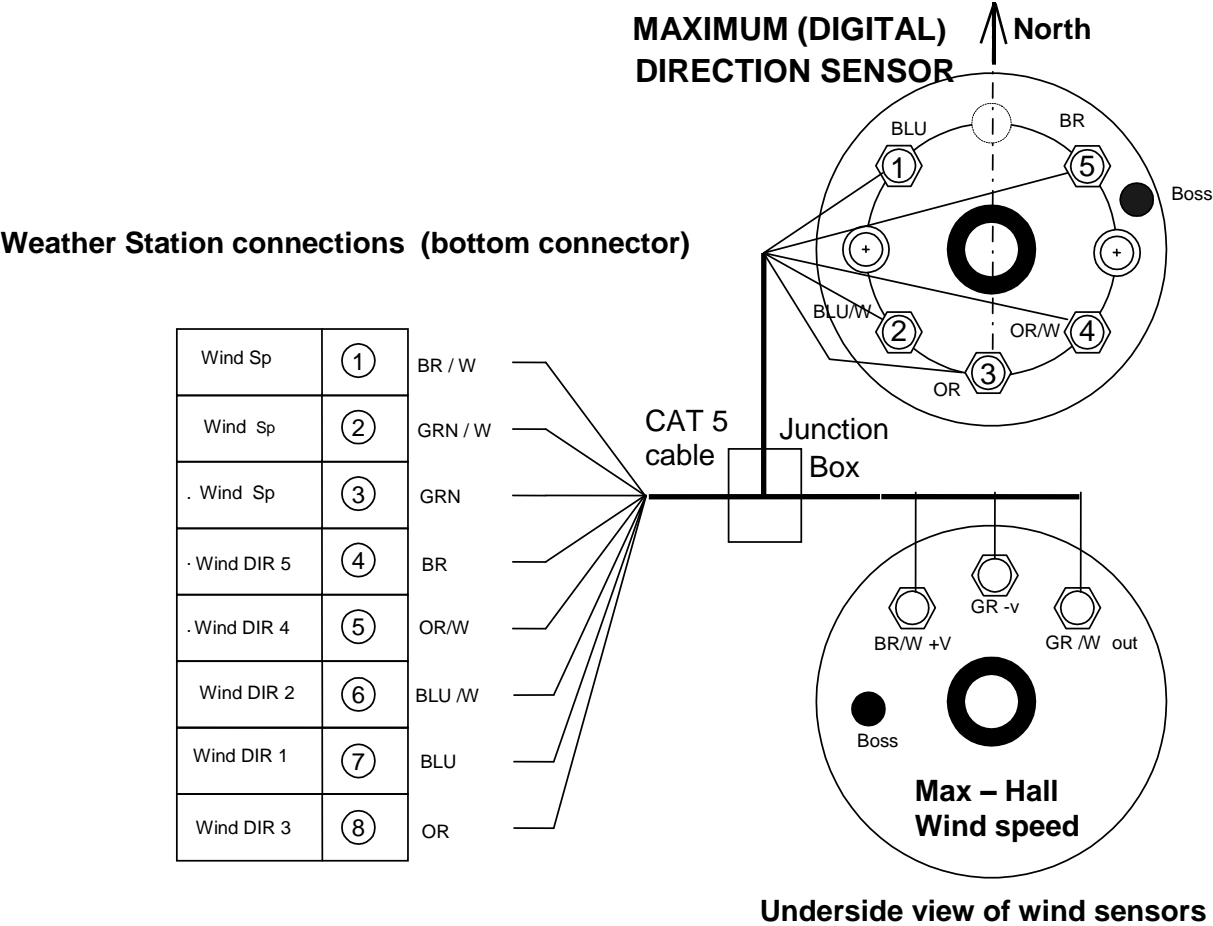 MAXIMUM (DIGITAL)
DIRECTION SENSOR
North
BLU
BR
1
5
Boss
+
+
BLU/W
2
OR/W
4
OR
3
Weather Station connections (bottom connector)
Wind Sp 1 BR / W
Wind Sp 2 GRN / W
. Wind Sp 3 GRN
. Wind DIR 5 4 BR
. Wind DIR 4 5 OR/W
Wind DIR 2 6 BLU /W
Wind DIR 1 7 BLU
Wind DIR 3 8 OR
CAT 5
cable
Junction
Box
GR -v
BR/W +V
GR /W out
Boss
Max – Hall
Wind speed
Underside view of wind sensors